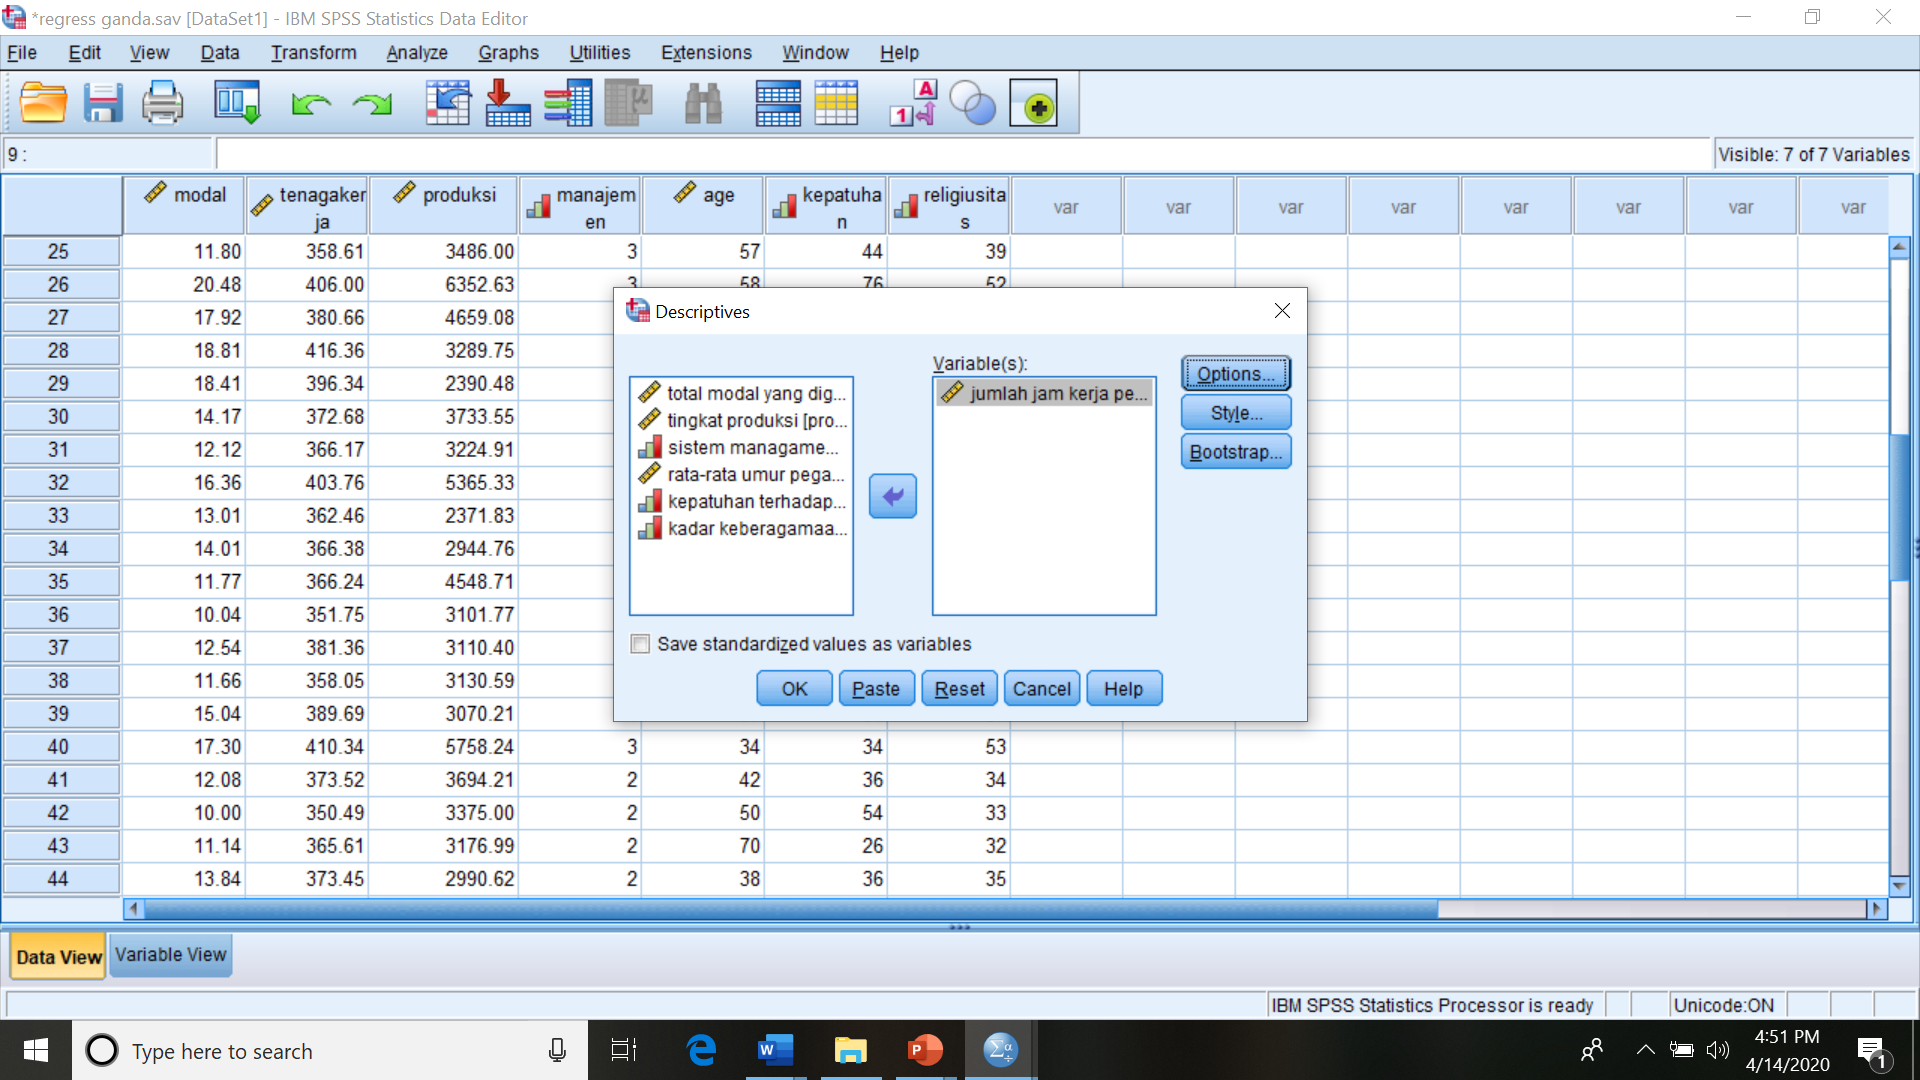 *regress ganda.sav [DataSet1] - IBM SPSS Statistics Data Editor
File Edit View Data Transform Analyze Graphs Utilities Extensions Window Help
A
1
μ
9 :
Visible: 7 of 7 Variables
modal tenagaker produksi manajem age kepatuha religiusita var var var var var var var var
ja en n s
25 11.80 358.61 3486.00 3 57 44 39
26 20.48 406.00 6352.63 3 58 76 52
27 17.92 380.66 4659.08
28 18.81 416.36 3289.75
29 18.41 396.34 2390.48
30 14.17 372.68 3733.55
31 12.12 366.17 3224.91
32 16.36 403.76 5365.33
33 13.01 362.46 2371.83
34 14.01 366.38 2944.76
35 11.77 366.24 4548.71
36 10.04 351.75 3101.77
37 12.54 381.36 3110.40
38 11.66 358.05 3130.59
39 15.04 389.69 3070.21
40 17.30 410.34 5758.24 3 34 34 53
41 12.08 373.52 3694.21 2 42 36 34
42 10.00 350.49 3375.00 2 50 54 33
43 11.14 365.61 3176.99 2 70 26 32
44 13.84 373.45 2990.62 2 38 36 35
Descriptives
Variable(s):
total modal yang dig...
tingkat produksi [pro...
sistem managame...
rata-rata umur pega...
kepatuhan terhadap...
kadar keberagamaa...
jumlah jam kerja pe...
Options...
Style...
Bootstrap...
Save standardized values as variables
OK Paste Reset Cancel Help
Data View Variable View
IBM SPSS Statistics Processor is ready Unicode:ON
Type here to search
W
P
Σα
4:51 PM
4/14/2020
1